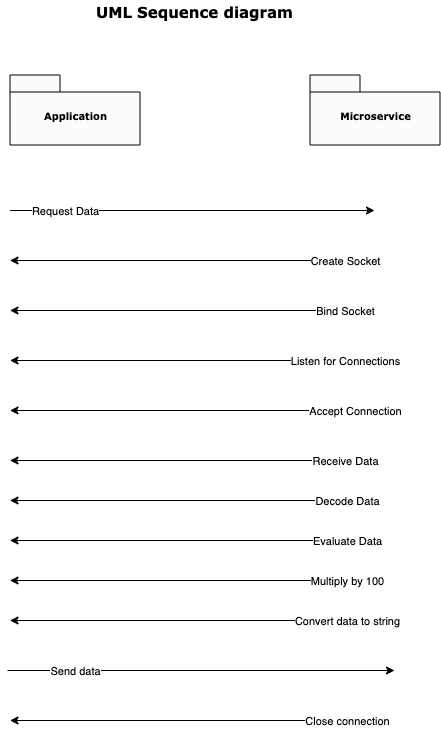 UML Sequence diagram
Application
Microservice
Request Data
Create Socket
Bind Socket
Listen for Connections
Accept Connection
Receive Data
Decode Data
Evaluate Data
Multiply by 100
Convert data to string
Send data
Close connection